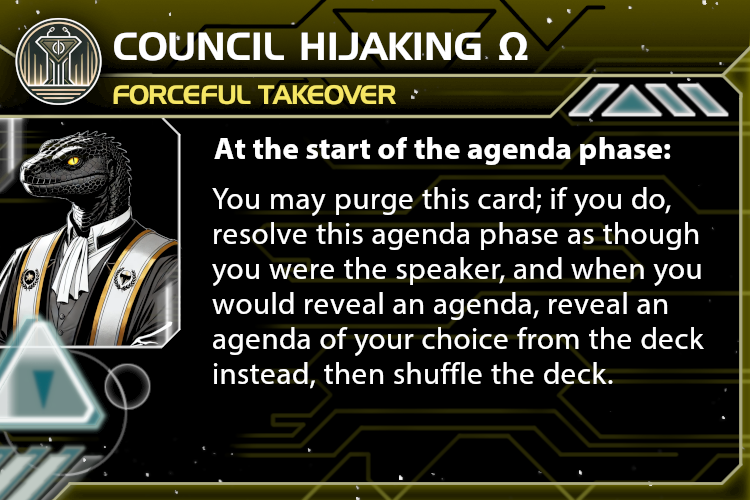 COUNCIL HIJAKING Ω
FORCEFUL TAKEOVER
At the start of the agenda phase:
You may purge this card; if you do,
resolve this agenda phase as though
you were the speaker, and when you
would reveal an agenda, reveal an
agenda of your choice from the deck
instead, then shuffle the deck.